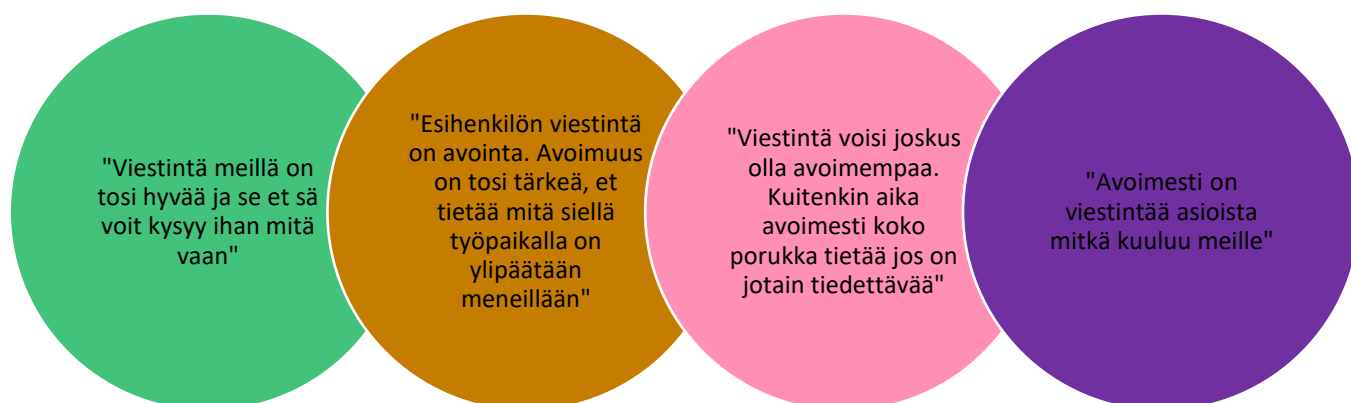 "Viestintä meillä on
tosi hyvää ja se et sä
voit kysyy ihan mitä
vaan"
"Esihenkilön viestintä
on avointa. Avoimuus
on tosi tärkeä, et
tietää mitä siellä
työpaikalla on
ylipäätään
meneillään"
"Viestintä voisi joskus
olla avoimempaa.
Kuitenkin aika
avoimesti koko
porukka tietää jos on
jotain tiedettävää"
"Avoimesti on
viestintää asioista
mitkä kuuluu meille"